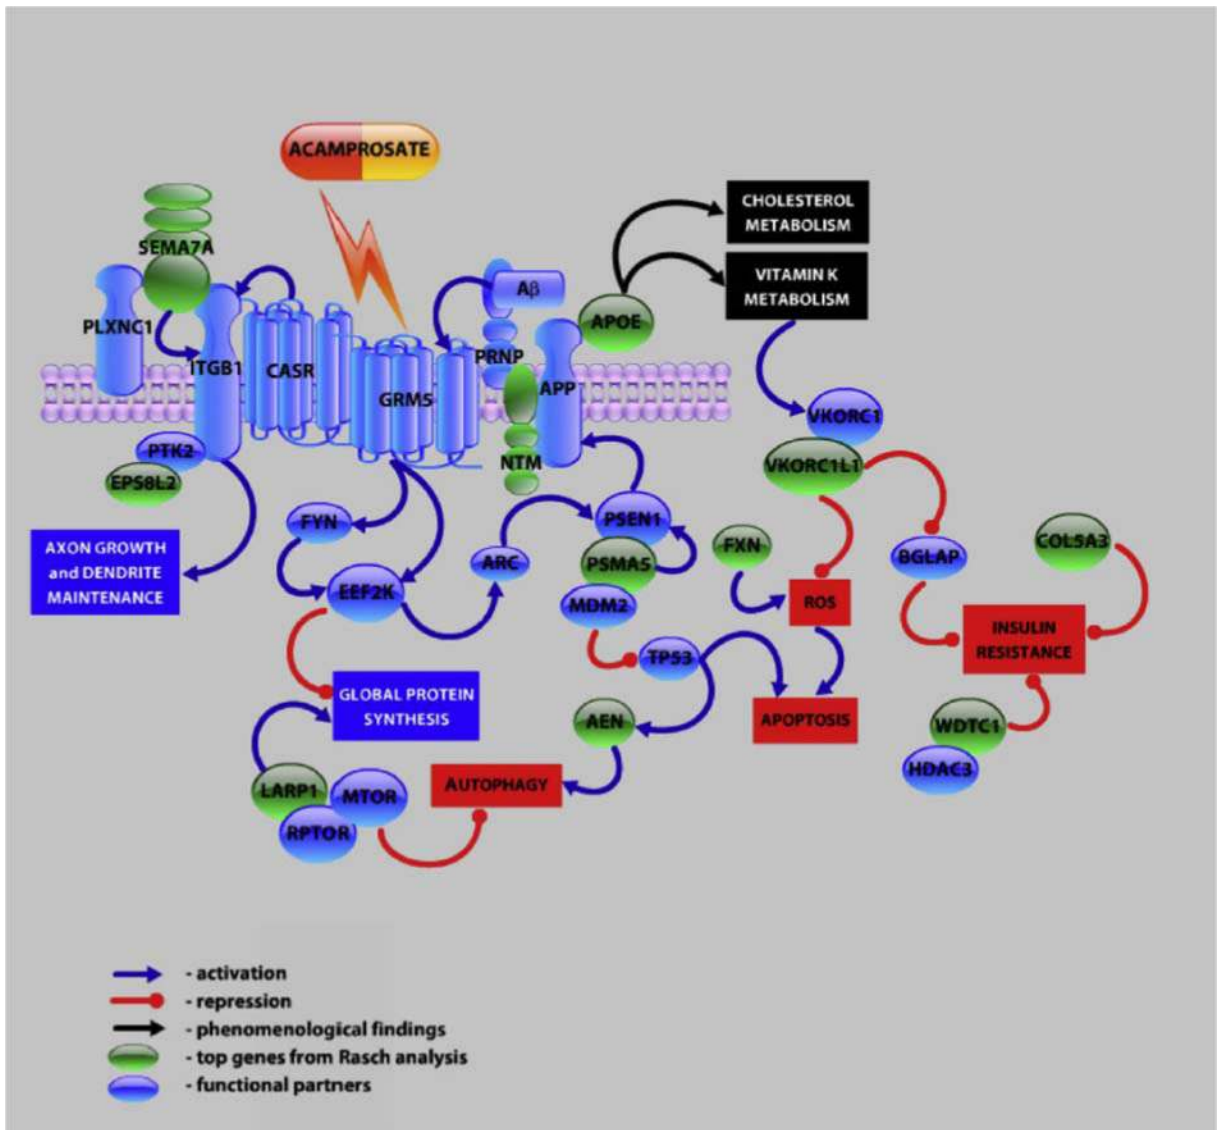 ACAMPROSATE
SEMA7A
PLXNC1
ITGB1
CASR
GRM5
Aβ
PRNP
APP
NTM
APOE
CHOLESTEROL
METABOLISM
VITAMIN K
METABOLISM
VKORC1
VKORC1L1
PTK2
EPS8L2
AXON GROWTH
and DENDRITE
MAINTENANCE
FYN
EEF2K
ARC
PSEN1
PSMA5
MDM2
TP53
FXN
ROS
BGLAP
COL5A3
INSULIN
RESISTANCE
GLOBAL PROTEIN
SYNTHESIS
AEN
APOPTOSIS
WDTC1
HDAC3
LARP1
MTOR
RPTOR
AUTOPHAGY
- activation
- repression
- phenomenological findings
- top genes from Rasch analysis
- functional partners